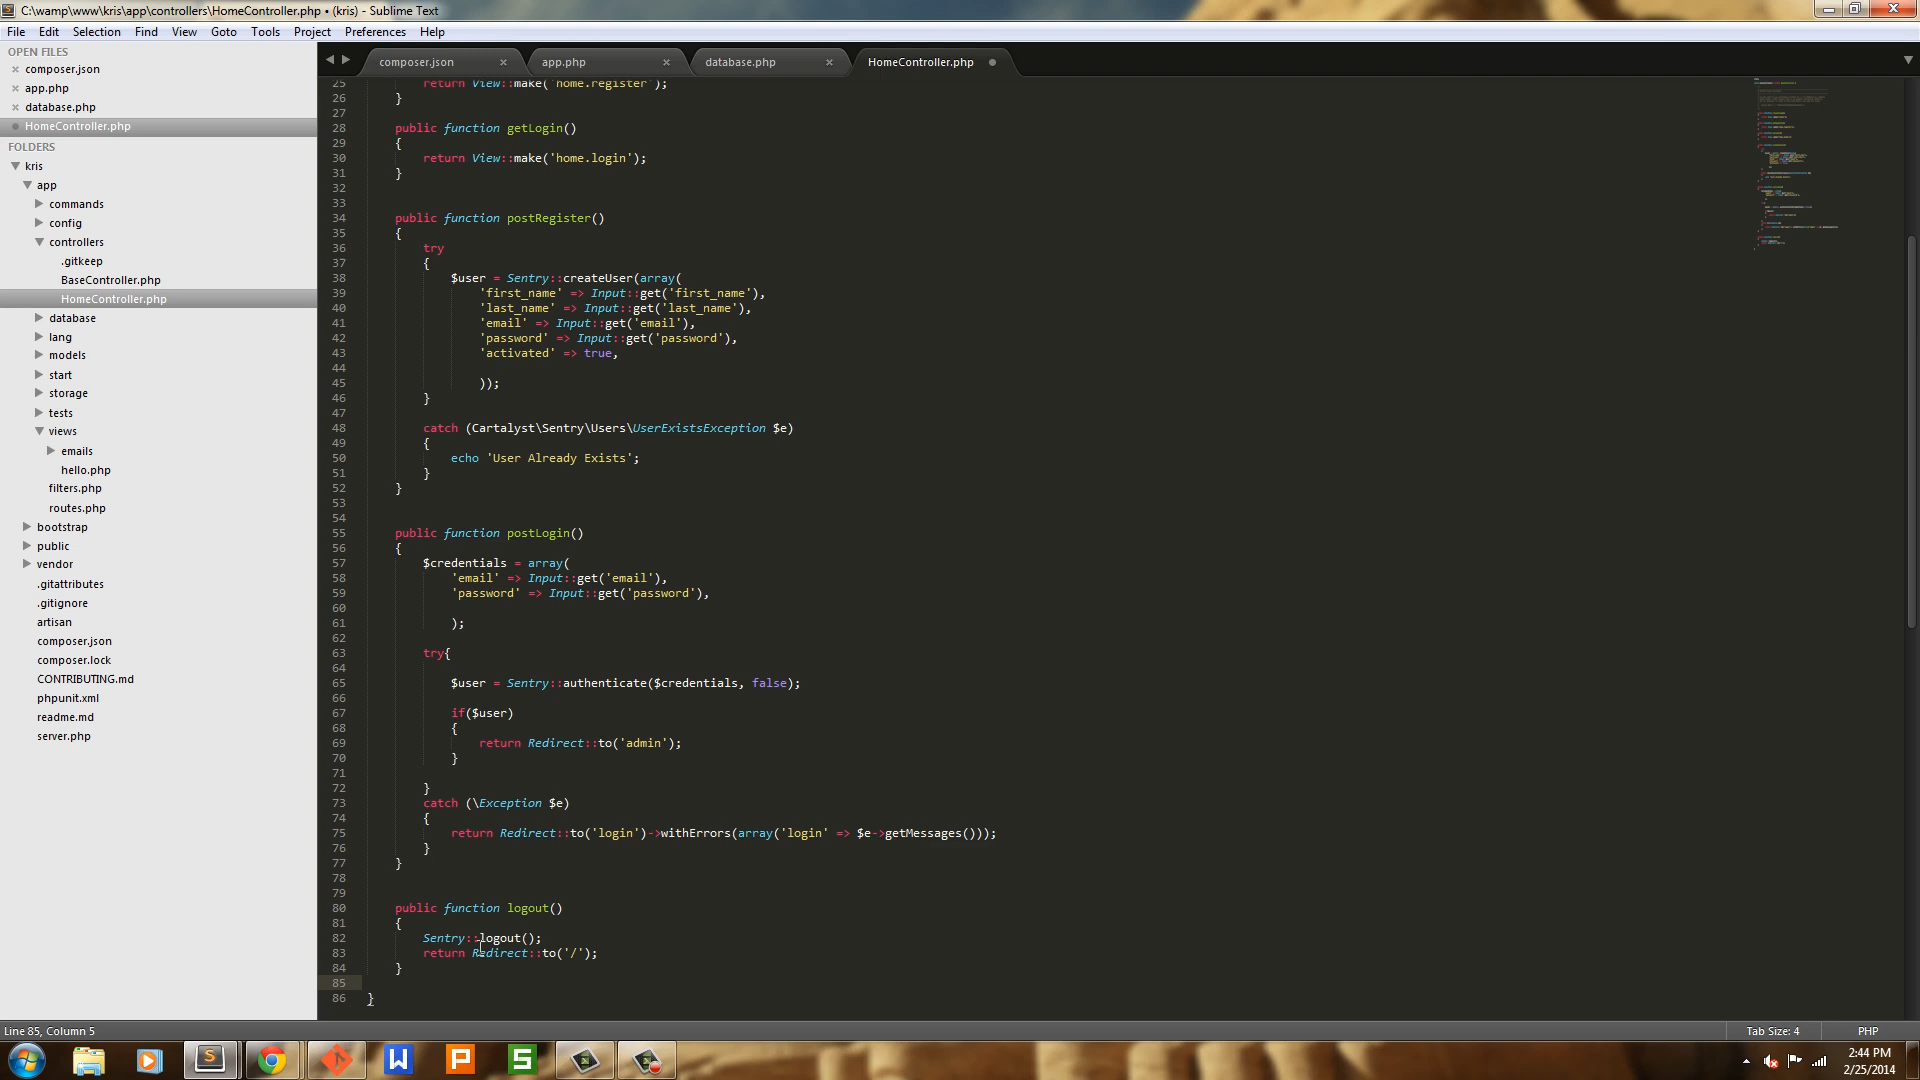 C:\wamp\www\kris\app\controllers\HomeController.php • (kris) - Sublime Text
File Edit Selection Find View Goto Tools Project Preferences Help
OPEN FILES
composer.json
app.php
database.php
HomeController.php
FOLDERS
kris
app
commands
config
controllers
.gitkeep
BaseController.php
HomeController.php
database
lang
models
start
storage
tests
views
emails
hello.php
filters.php
routes.php
bootstrap
public
vendor
.gitattributes
.gitignore
artisan
composer.json
composer.lock
CONTRIBUTING.md
phpunit.xml
readme.md
server.php
composer.json app.php database.php HomeController.php
25 return View::make('home.register');
26 }
27
28 public function getLogin()
29 {
30 return View::make('home.login');
31 }
32
33
34 public function postRegister()
35 {
36 try
37 {
38 $user = Sentry::createUser(array(
39 'first_name' => Input::get('first_name'),
40 'last_name' => Input::get('last_name'),
41 'email' => Input::get('email'),
42 'password' => Input::get('password'),
43 'activated' => true,
44
45 ));
46 }
47
48 catch (Cartalyst\Sentry\Users\UserExistsException $e)
49 {
50 echo 'User Already Exists';
51 }
52 }
53
54
55 public function postLogin()
56 {
57 $credentials = array(
58 'email' => Input::get('email'),
59 'password' => Input::get('password'),
60
61 );
62
63 try{
64
65 $user = Sentry::authenticate($credentials, false);
66
67 if($user)
68 {
69 return Redirect::to('admin');
70 }
71
72 }
73 catch (\Exception $e)
74 {
75 return Redirect::to('login')->withErrors(array('login' => $e->getMessages()));
76 }
77 }
78
79
80 public function logout()
81 {
82 Sentry::logout();
83 return Redirect::to('/');
84 }
85
86 }
Line 85, Column 5
Tab Size: 4
PHP
W P S
2:44 PM
2/25/2014